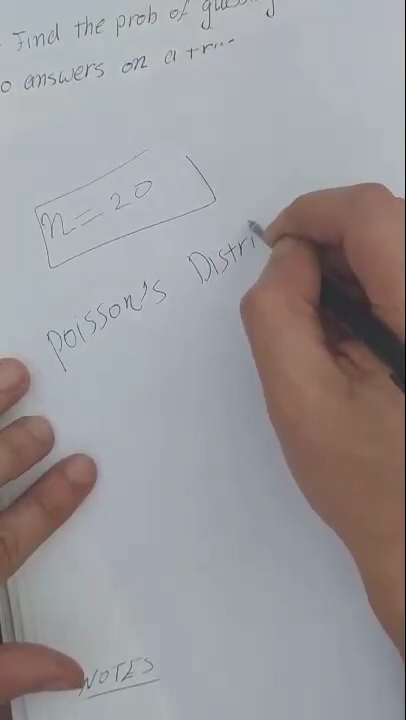 Find the prob of
answers on a
n = 20
Poisson's Distri
NOTES